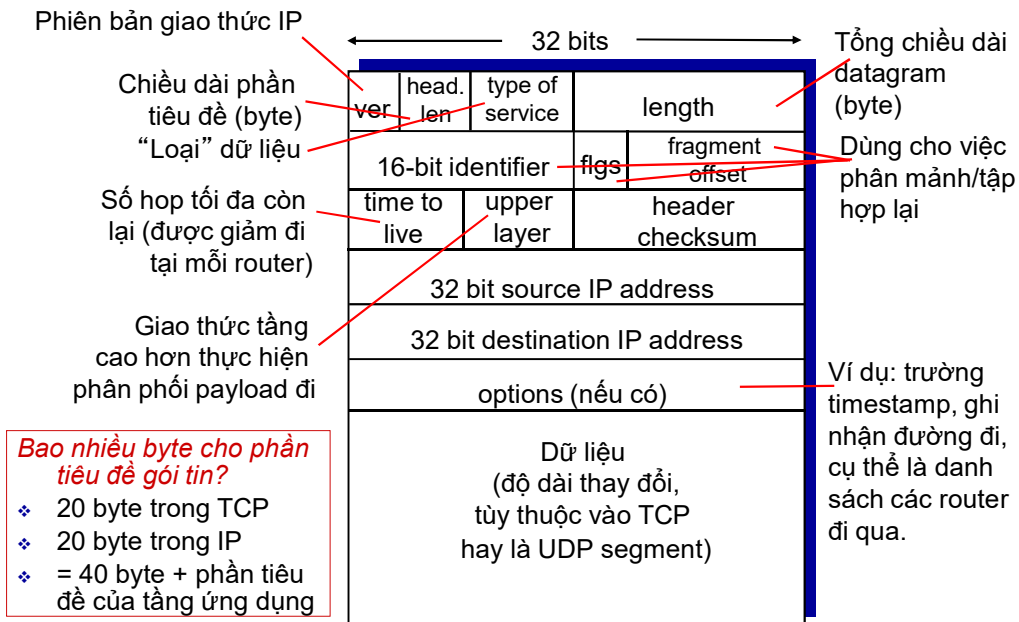 Phiên bản giao thức IP
32 bits
Tổng chiều dài
datagram
(byte)
Chiều dài phần
tiêu đề (byte)
“Loại” dữ liệu
ver
head.
len
type of
service
length
16-bit identifier
flgs
fragment
offset
Dùng cho việc
phân mảnh/tập
hợp lại
Số hop tối đa còn
lại (được giảm đi
tại mỗi router)
time to
live
upper
layer
header
checksum
32 bit source IP address
Giao thức tầng
cao hơn thực hiện
phân phối payload đi
32 bit destination IP address
options (nếu có)
Ví dụ: trường
timestamp, ghi
nhận đường đi,
cụ thể là danh
sách các router
đi qua.
Bao nhiều byte cho phần
tiêu đề gói tin?
❖ 20 byte trong TCP
❖ 20 byte trong IP
❖ = 40 byte + phần tiêu
đề của tầng ứng dụng
Dữ liệu
(độ dài thay đổi,
tùy thuộc vào TCP
hay là UDP segment)